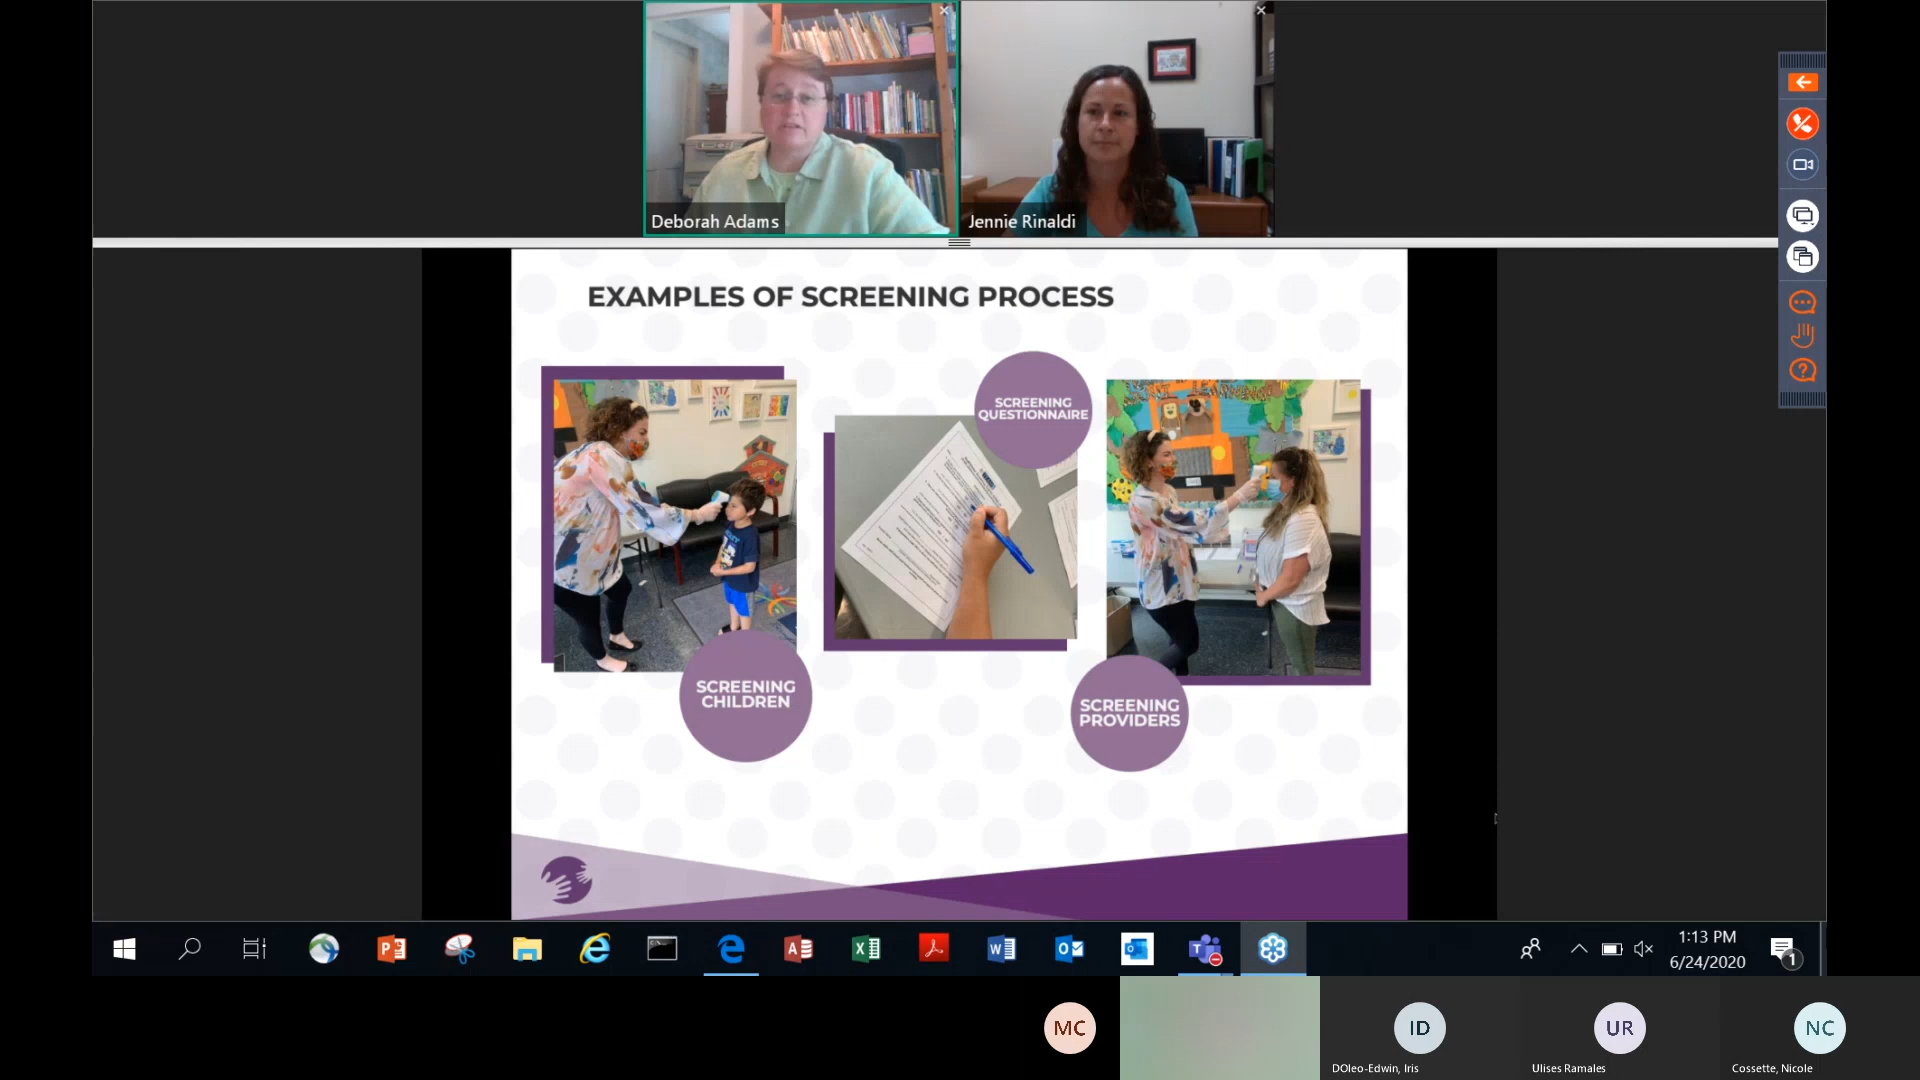 Deborah Adams
Jennie Rinaldi
EXAMPLES OF SCREENING PROCESS
SCREENING
QUESTIONNAIRE
SCREENING
CHILDREN
SCREENING
PROVIDERS
1:13 PM
6/24/2020
1
MC
ID
UR
NC
DOleo-Edwin, Iris
Ulises Ramales
Cossette, Nicole